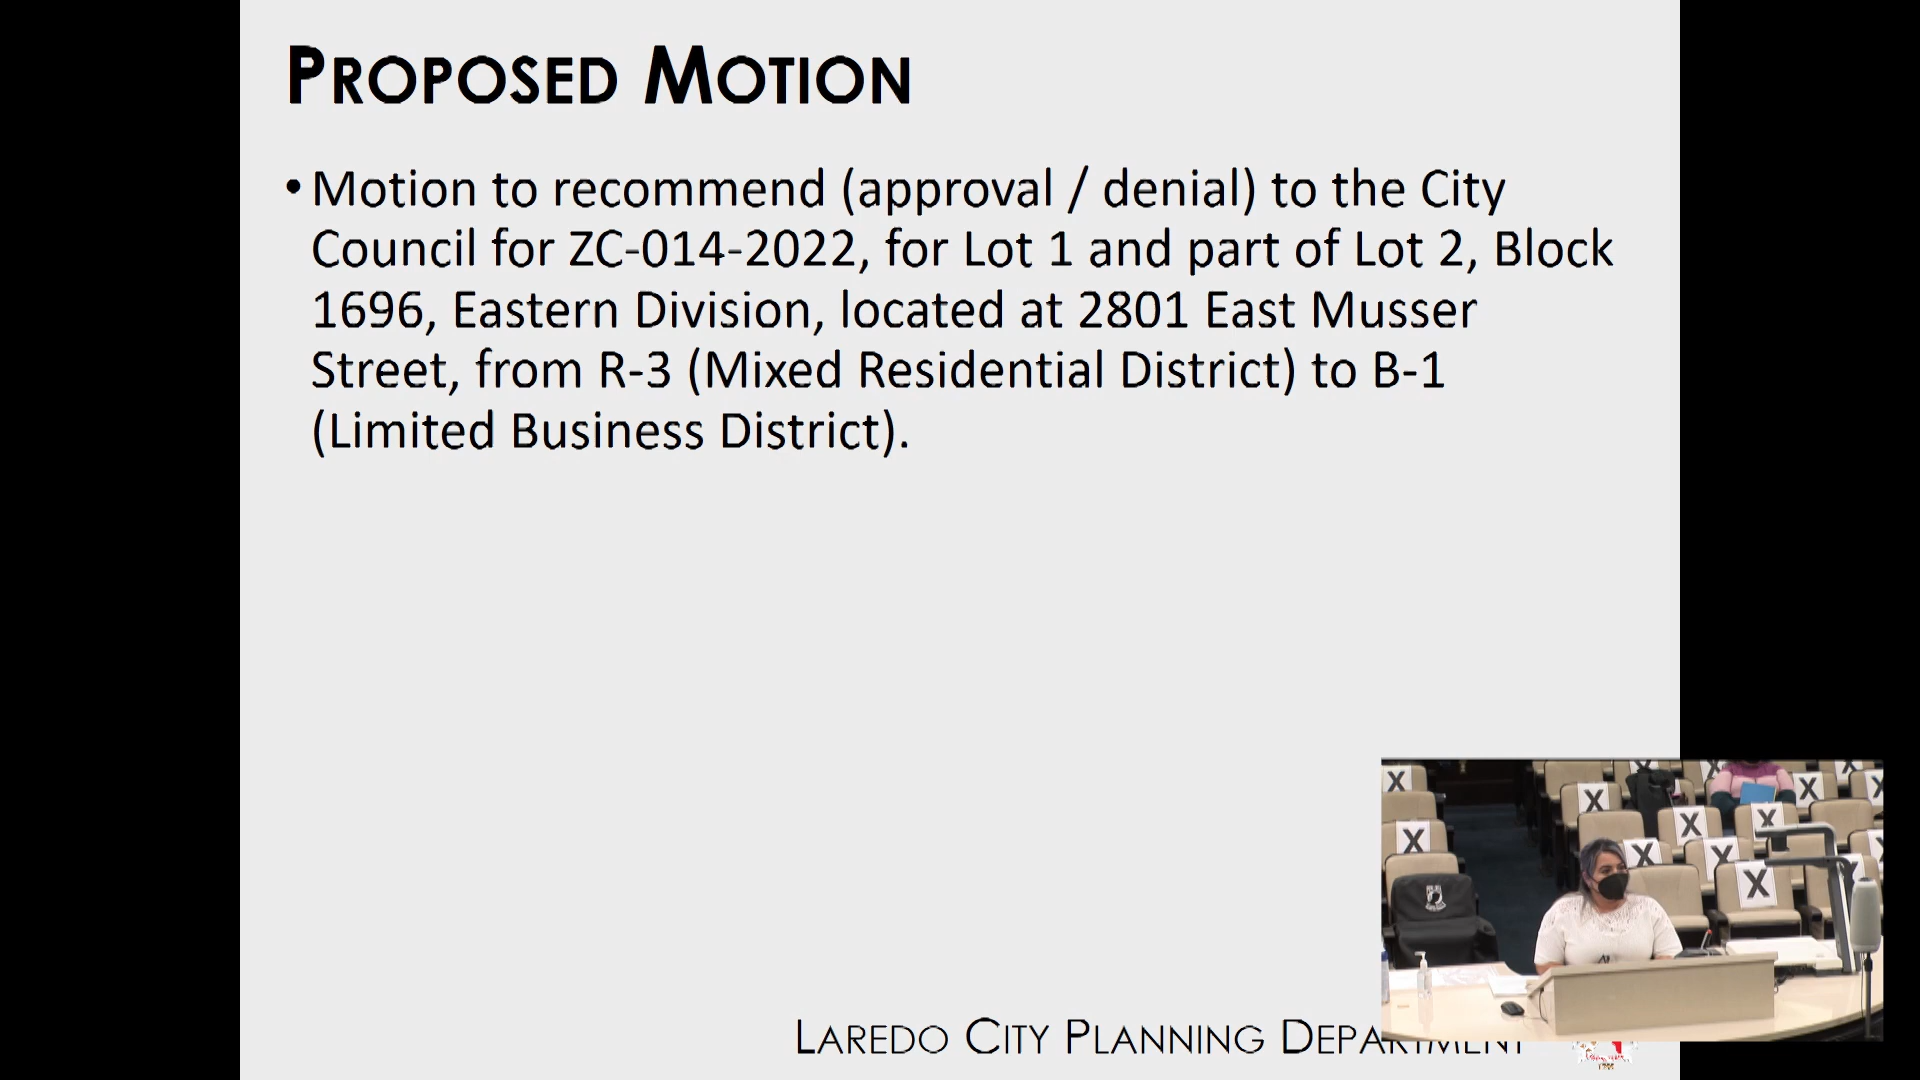 PROPOSED MOTION
• Motion to recommend (approval / denial) to the City
Council for ZC-014-2022, for Lot 1 and part of Lot 2, Block
1696, Eastern Division, located at 2801 East Musser
Street, from R-3 (Mixed Residential District) to B-1
(Limited Business District).
LAREDO CITY PLANNING DEPARTMENT
X
X
X
X
X
X
X
X
X